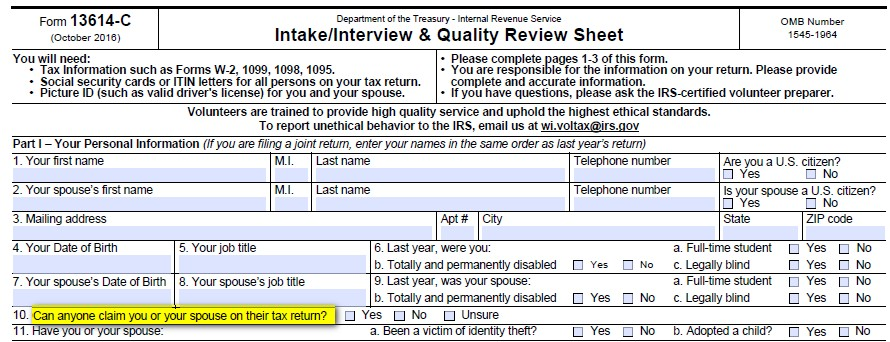 Form 13614-C
(October 2016)
Department of the Treasury - Internal Revenue Service
Intake/Interview & Quality Review Sheet
OMB Number
1545-1964
You will need:
• Tax Information such as Forms W-2, 1099, 1098, 1095.
• Social security cards or ITIN letters for all persons on your tax return.
• Picture ID (such as valid driver's license) for you and your spouse.
• Please complete pages 1-3 of this form.
• You are responsible for the information on your return. Please provide
complete and accurate information.
• If you have questions, please ask the IRS-certified volunteer preparer.
Volunteers are trained to provide high quality service and uphold the highest ethical standards.
To report unethical behavior to the IRS, email us at wi.voltax@irs.gov
Part I – Your Personal Information (If you are filing a joint return, enter your names in the same order as last year's return)
1. Your first name M.I. Last name Telephone number Are you a U.S. citizen?
Yes No
2. Your spouse's first name M.I. Last name Telephone number Is your spouse a U.S. citizen?
Yes No
3. Mailing address Apt # City State ZIP code
4. Your Date of Birth 5. Your job title 6. Last year, were you: a. Full-time student Yes No
b. Totally and permanently disabled Yes No c. Legally blind Yes No
7. Your spouse's Date of Birth 8. Your spouse's job title 9. Last year, was your spouse: a. Full-time student Yes No
b. Totally and permanently disabled Yes No c. Legally blind Yes No
10. Can anyone claim you or your spouse on their tax return? Yes No Unsure
11. Have you or your spouse: a. Been a victim of identity theft? Yes No b. Adopted a child? Yes No